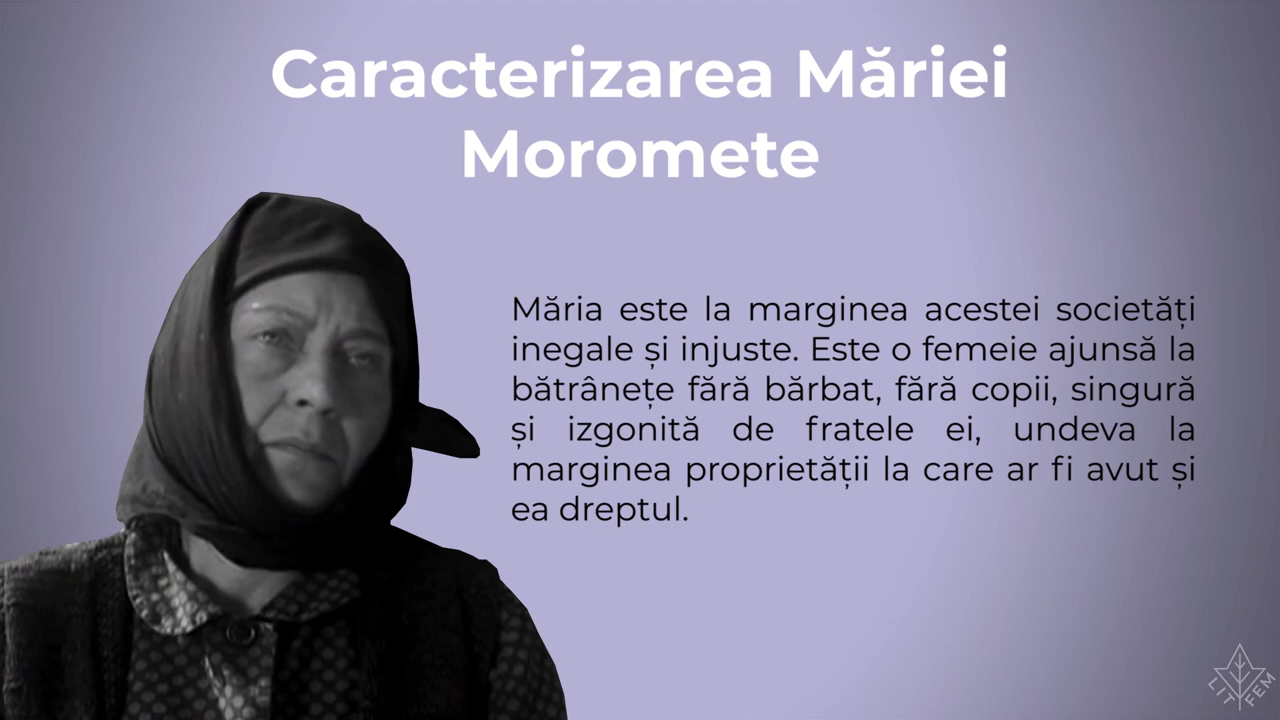 Caracterizarea Măriei
Moromete
Măria este la marginea acestei societăți
inegale și injuste. Este o femeie ajunsă la
bătrânețe fără bărbat, fără copii, singură
și izgonită de fratele ei, undeva la
marginea proprietății la care ar fi avut și
ea dreptul.
LIT FEM